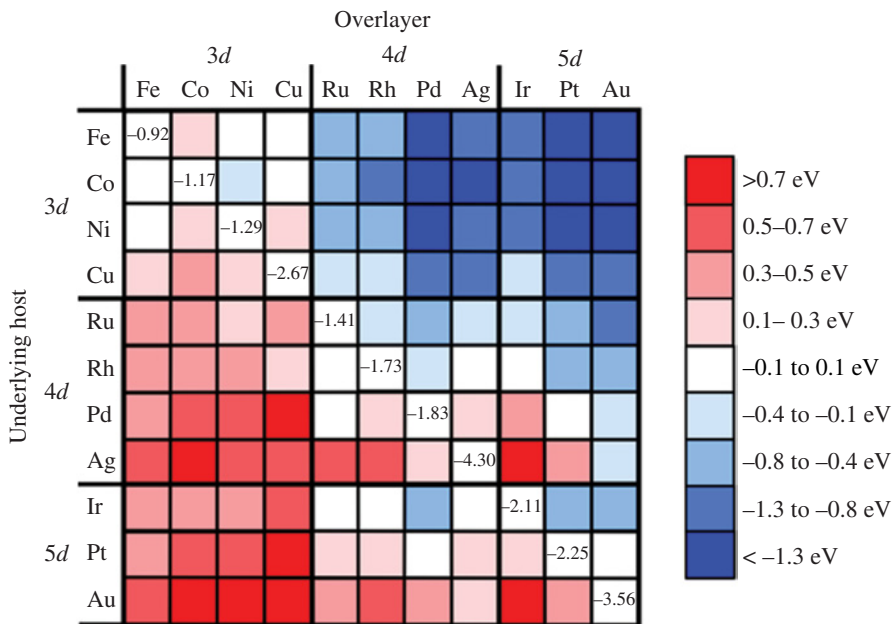 Overlayer
3d 4d 5d
Fe Co Ni Cu Ru Rh Pd Ag Ir Pt Au
Underlying host
3d
Fe −0.92
Co −1.17
Ni −1.29
Cu −2.67
4d
Ru −1.41
Rh −1.73
Pd −1.83
Ag −4.30
5d
Ir −2.11
Pt −2.25
Au −3.56
>0.7 eV
0.5–0.7 eV
0.3–0.5 eV
0.1– 0.3 eV
−0.1 to 0.1 eV
−0.4 to −0.1 eV
−0.8 to −0.4 eV
−1.3 to −0.8 eV
< −1.3 eV